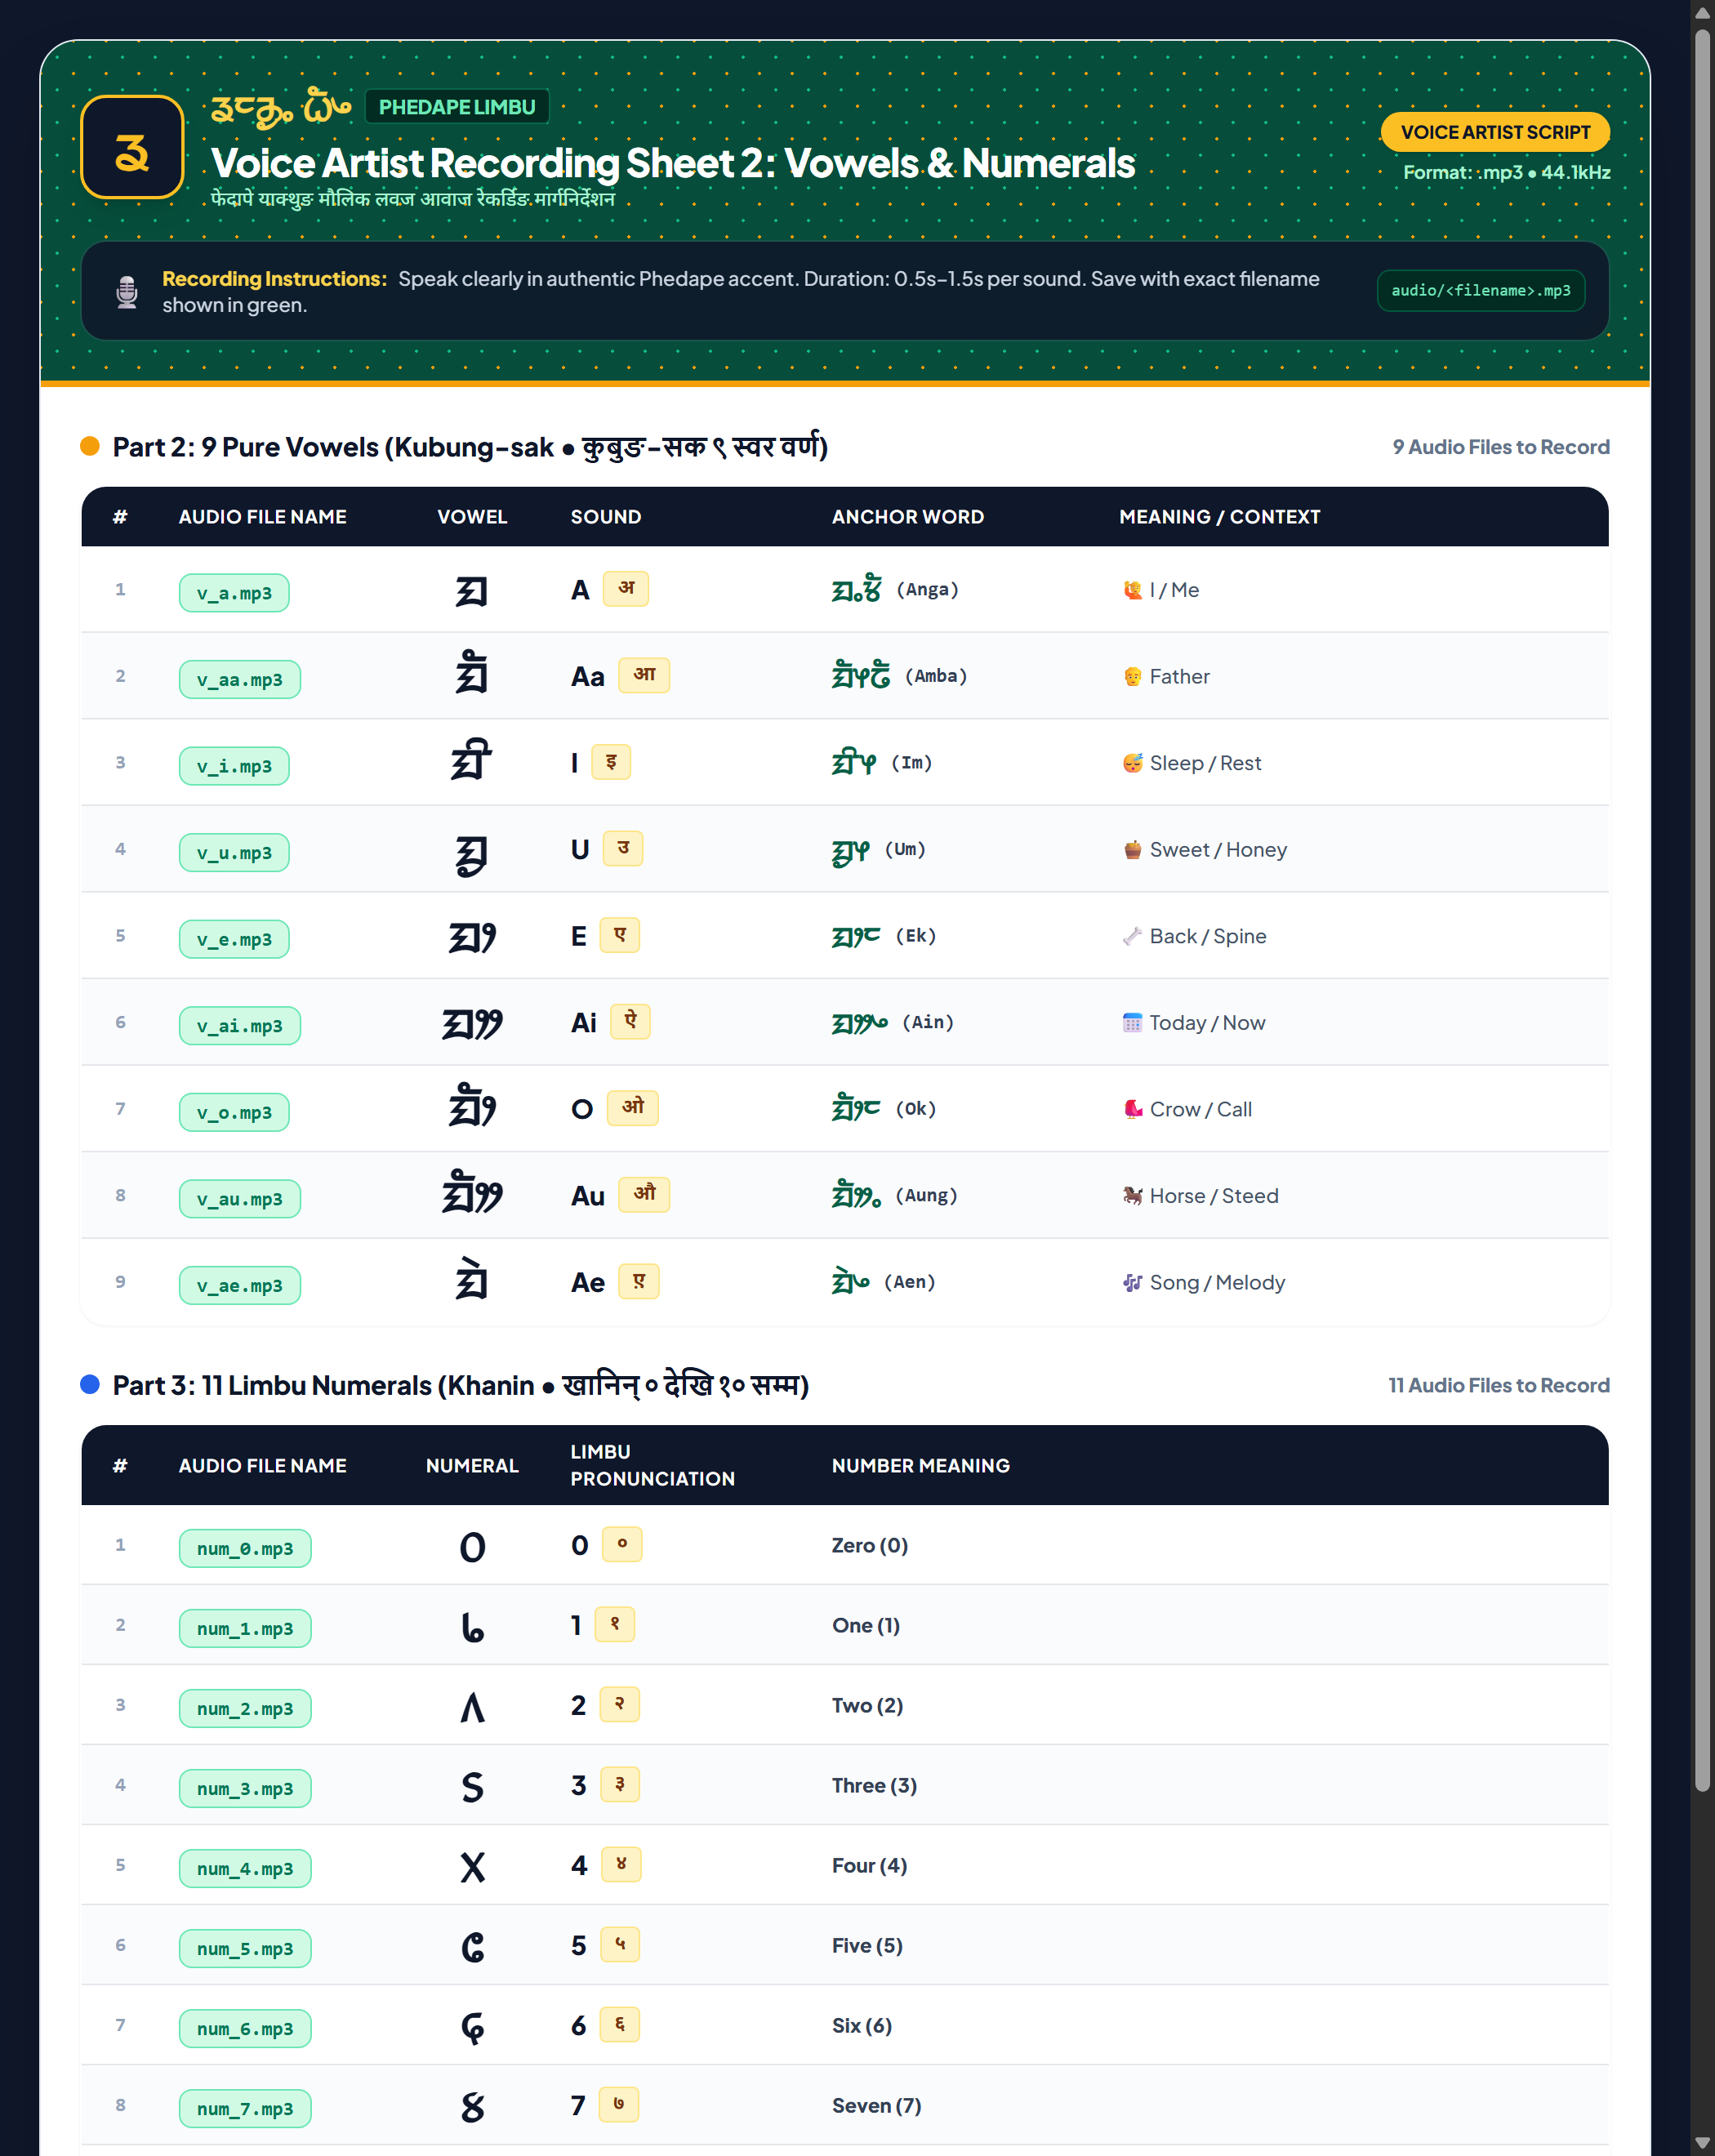 ᤕ
ᤕᤰᤌᤢᤱ ᤐᤠᤴ PHEDAPE LIMBU
Voice Artist Recording Sheet 2: Vowels & Numerals
फेदापे याक्थुङ मौलिक लवज आवाज रेकर्डिङ मार्गनिर्देशन
VOICE ARTIST SCRIPT
Format: .mp3 • 44.1kHz
Recording Instructions: Speak clearly in authentic Phedape accent. Duration: 0.5s–1.5s per sound. Save with exact filename
shown in green.
audio/<filename>.mp3
Part 2: 9 Pure Vowels (Kubung-sak • कुबुङ-सक ९ स्वर वर्ण) 9 Audio Files to Record
# AUDIO FILE NAME VOWEL SOUND ANCHOR WORD MEANING / CONTEXT
1 v_a.mp3 ᤀ A अ ᤀᤱᤅᤠ (Anga) 🙋 I / Me
2 v_aa.mp3 ᤀᤠ Aa आ ᤀᤠᤶᤒᤠ (Amba) 👴 Father
3 v_i.mp3 ᤀᤡ I इ ᤀᤡᤶ (Im) 😴 Sleep / Rest
4 v_u.mp3 ᤀᤢ U उ ᤀᤢᤶ (Um) 🍯 Sweet / Honey
5 v_e.mp3 ᤀᤣ E ए ᤀᤣᤰ (Ek) 🦴 Back / Spine
6 v_ai.mp3 ᤀᤤ Ai ऐ ᤀᤤᤴ (Ain) 🗓️ Today / Now
7 v_o.mp3 ᤀᤥ O ओ ᤀᤥᤰ (Ok) 🐦 Crow / Call
8 v_au.mp3 ᤀᤦ Au औ ᤀᤦᤱ (Aung) 🐎 Horse / Steed
9 v_ae.mp3 ᤀᤧ Ae ए़ ᤀᤧᤴ (Aen) 🎶 Song / Melody
Part 3: 11 Limbu Numerals (Khanin • खानिन् ० देखि १० सम्म) 11 Audio Files to Record
# AUDIO FILE NAME NUMERAL LIMBU PRONUNCIATION NUMBER MEANING
1 num_0.mp3 ᥆ 0 ० Zero (0)
2 num_1.mp3 ᥇ 1 १ One (1)
3 num_2.mp3 ᥈ 2 २ Two (2)
4 num_3.mp3 ᥉ 3 ३ Three (3)
5 num_4.mp3 ᥊ 4 ४ Four (4)
6 num_5.mp3 ᥋ 5 ५ Five (5)
7 num_6.mp3 ᥌ 6 ६ Six (6)
8 num_7.mp3 ᥍ 7 ७ Seven (7)